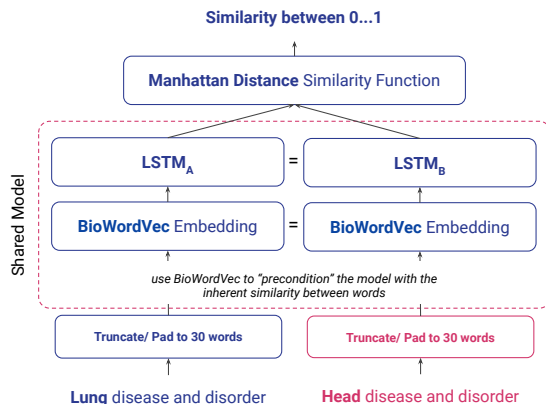 Similarity between 0...1
Manhattan Distance Similarity Function
Shared Model
LSTMA = LSTMB
BioWordVec Embedding = BioWordVec Embedding
use BioWordVec to "precondition" the model with the
inherent similarity between words
Truncate/ Pad to 30 words Truncate/ Pad to 30 words
Lung disease and disorder Head disease and disorder